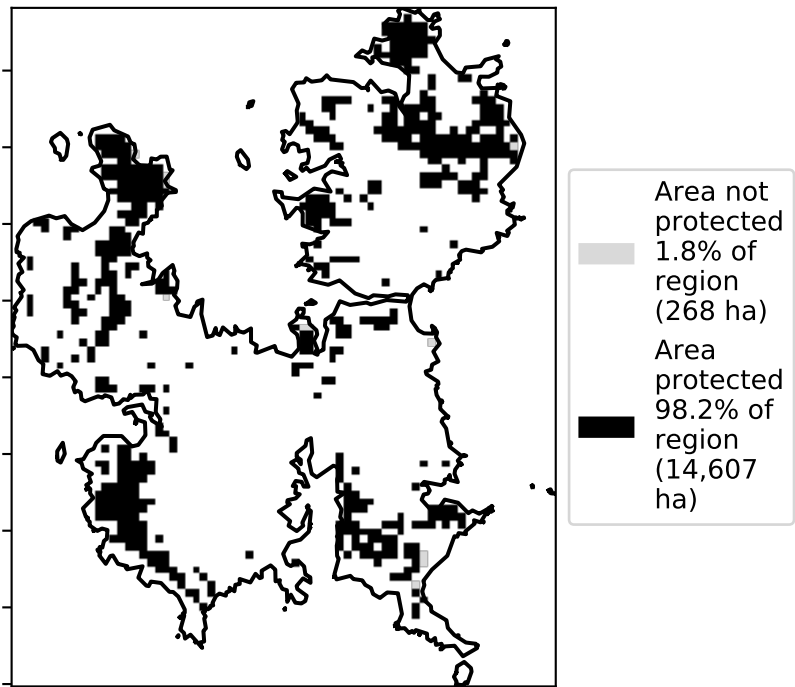 Area not
protected
1.8% of
region
(268 ha)
Area
protected
98.2% of
region
(14,607
ha)